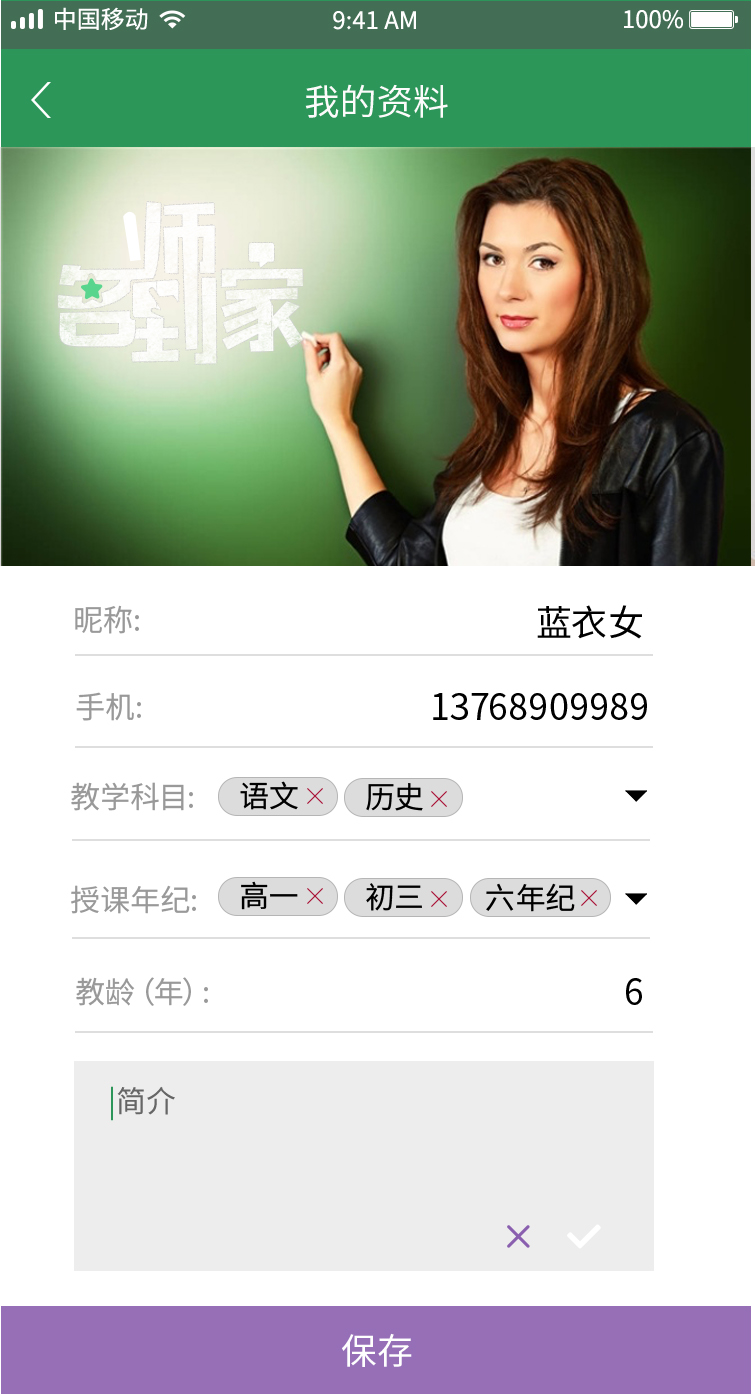 中国移动 9:41 AM 100%
我的资料
名师到家
昵称: 蓝衣女
手机: 13768909989
教学科目: 语文 历史
授课年纪: 高一 初三 六年纪
教龄（年）: 6
简介
保存